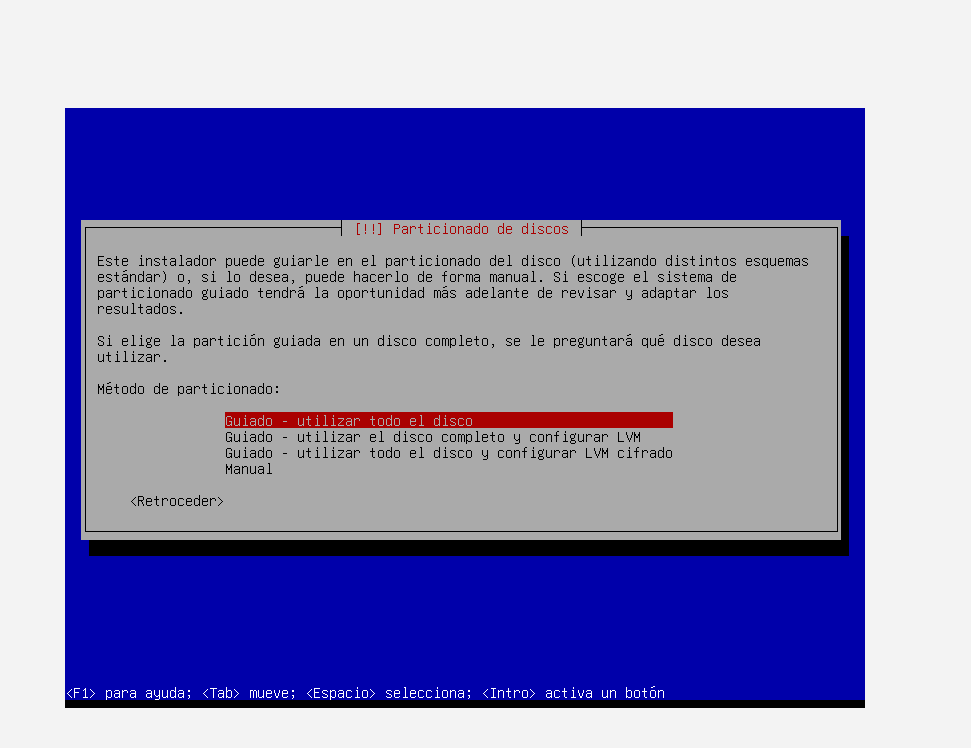 [!!] Particionado de discos
Este instalador puede guiarle en el particionado del disco (utilizando distintos esquemas
estándar) o, si lo desea, puede hacerlo de forma manual. Si escoge el sistema de
particionado guiado tendrá la oportunidad más adelante de revisar y adaptar los
resultados.
Si elige la partición guiada en un disco completo, se le preguntará qué disco desea
utilizar.
Método de particionado:
Guiado - utilizar todo el disco
Guiado - utilizar el disco completo y configurar LVM
Guiado - utilizar todo el disco y configurar LVM cifrado
Manual
<Retroceder>
<F1> para ayuda; <Tab> mueve; <Espacio> selecciona; <Intro> activa un botón